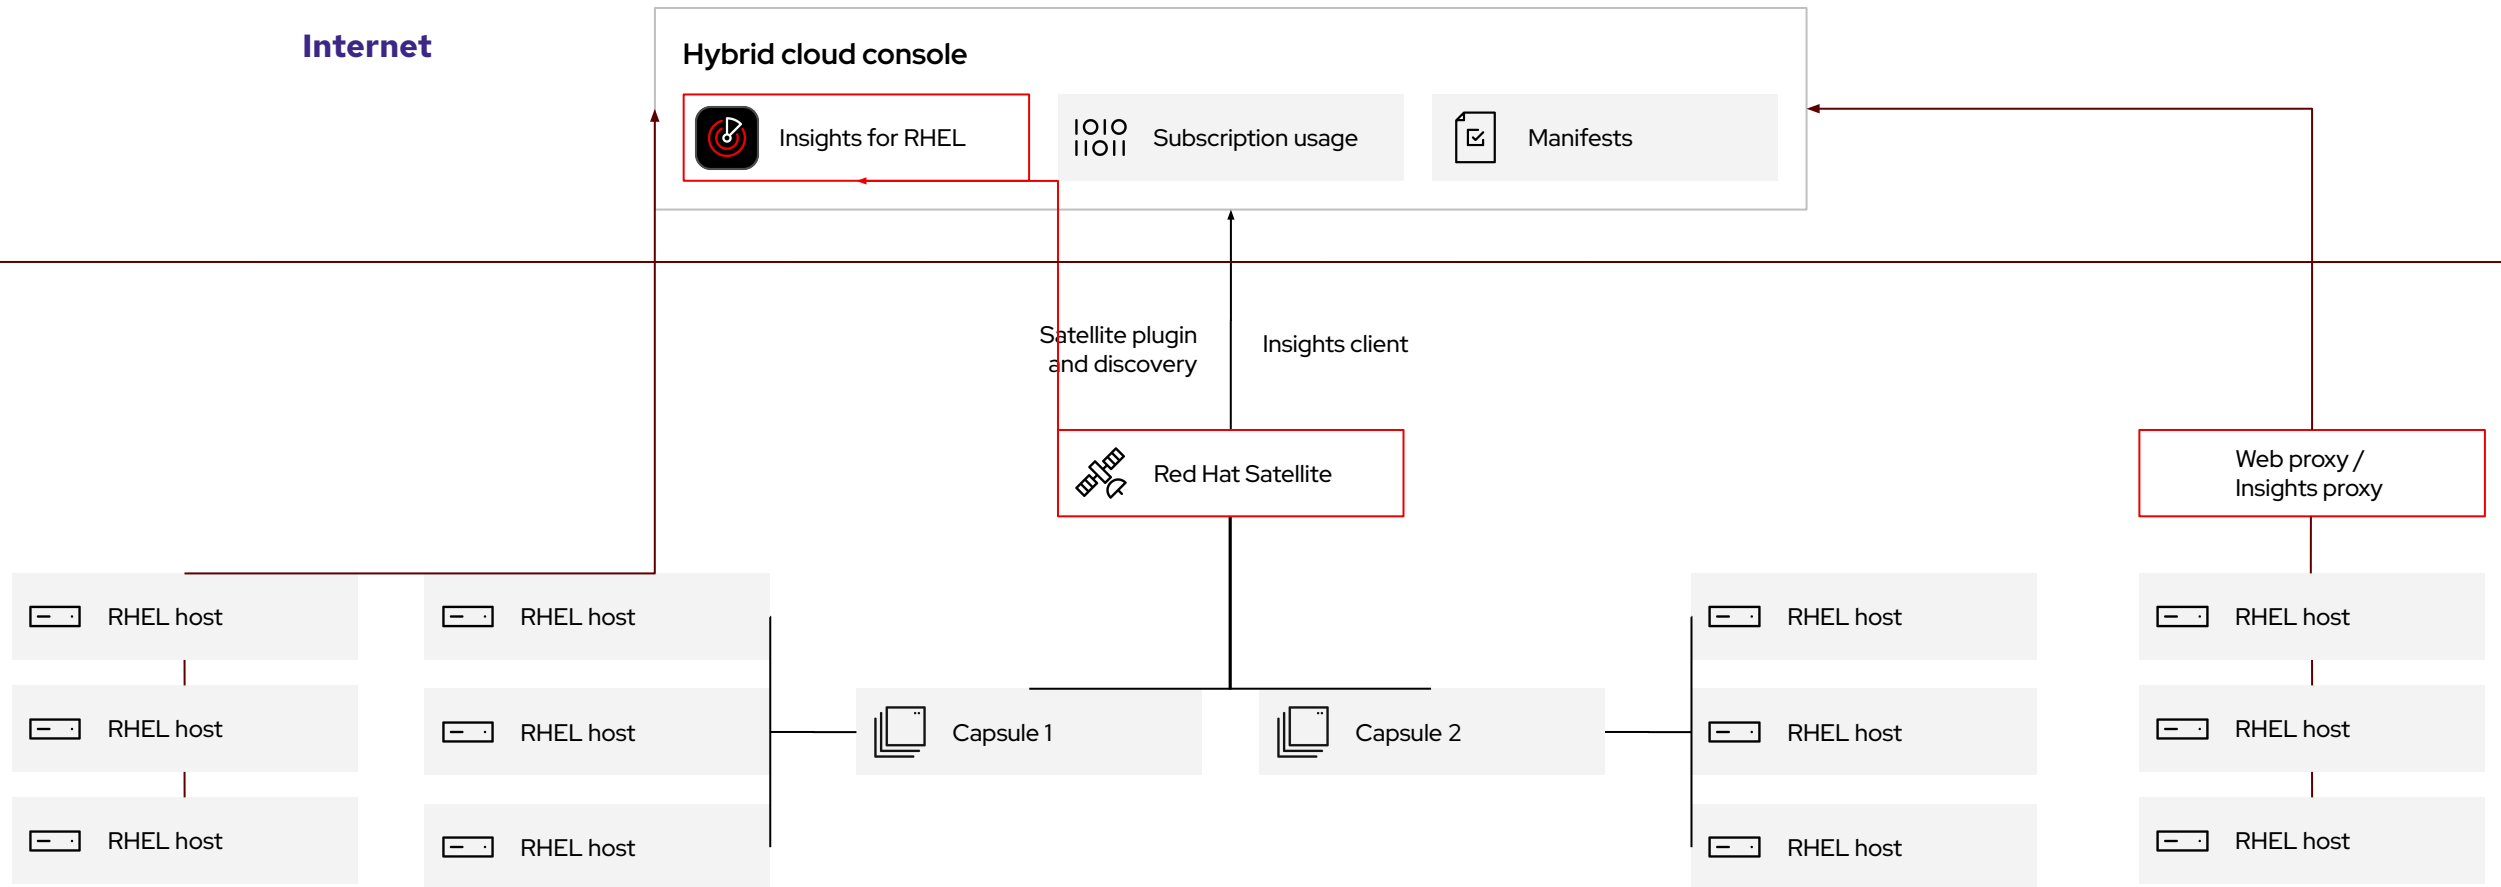 Internet
Hybrid cloud console
Insights for RHEL
Subscription usage
Manifests
Satellite plugin
and discovery
Insights client
Red Hat Satellite
Web proxy /
Insights proxy
RHEL host
RHEL host
RHEL host
RHEL host
RHEL host
RHEL host
Capsule 1
Capsule 2
RHEL host
RHEL host
RHEL host
RHEL host
RHEL host
RHEL host